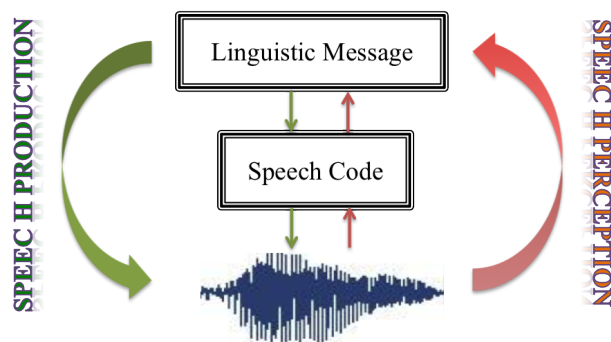 SPEEC H PRODUCTION
Linguistic Message
Speech Code
SPEEC H PERCEPTION